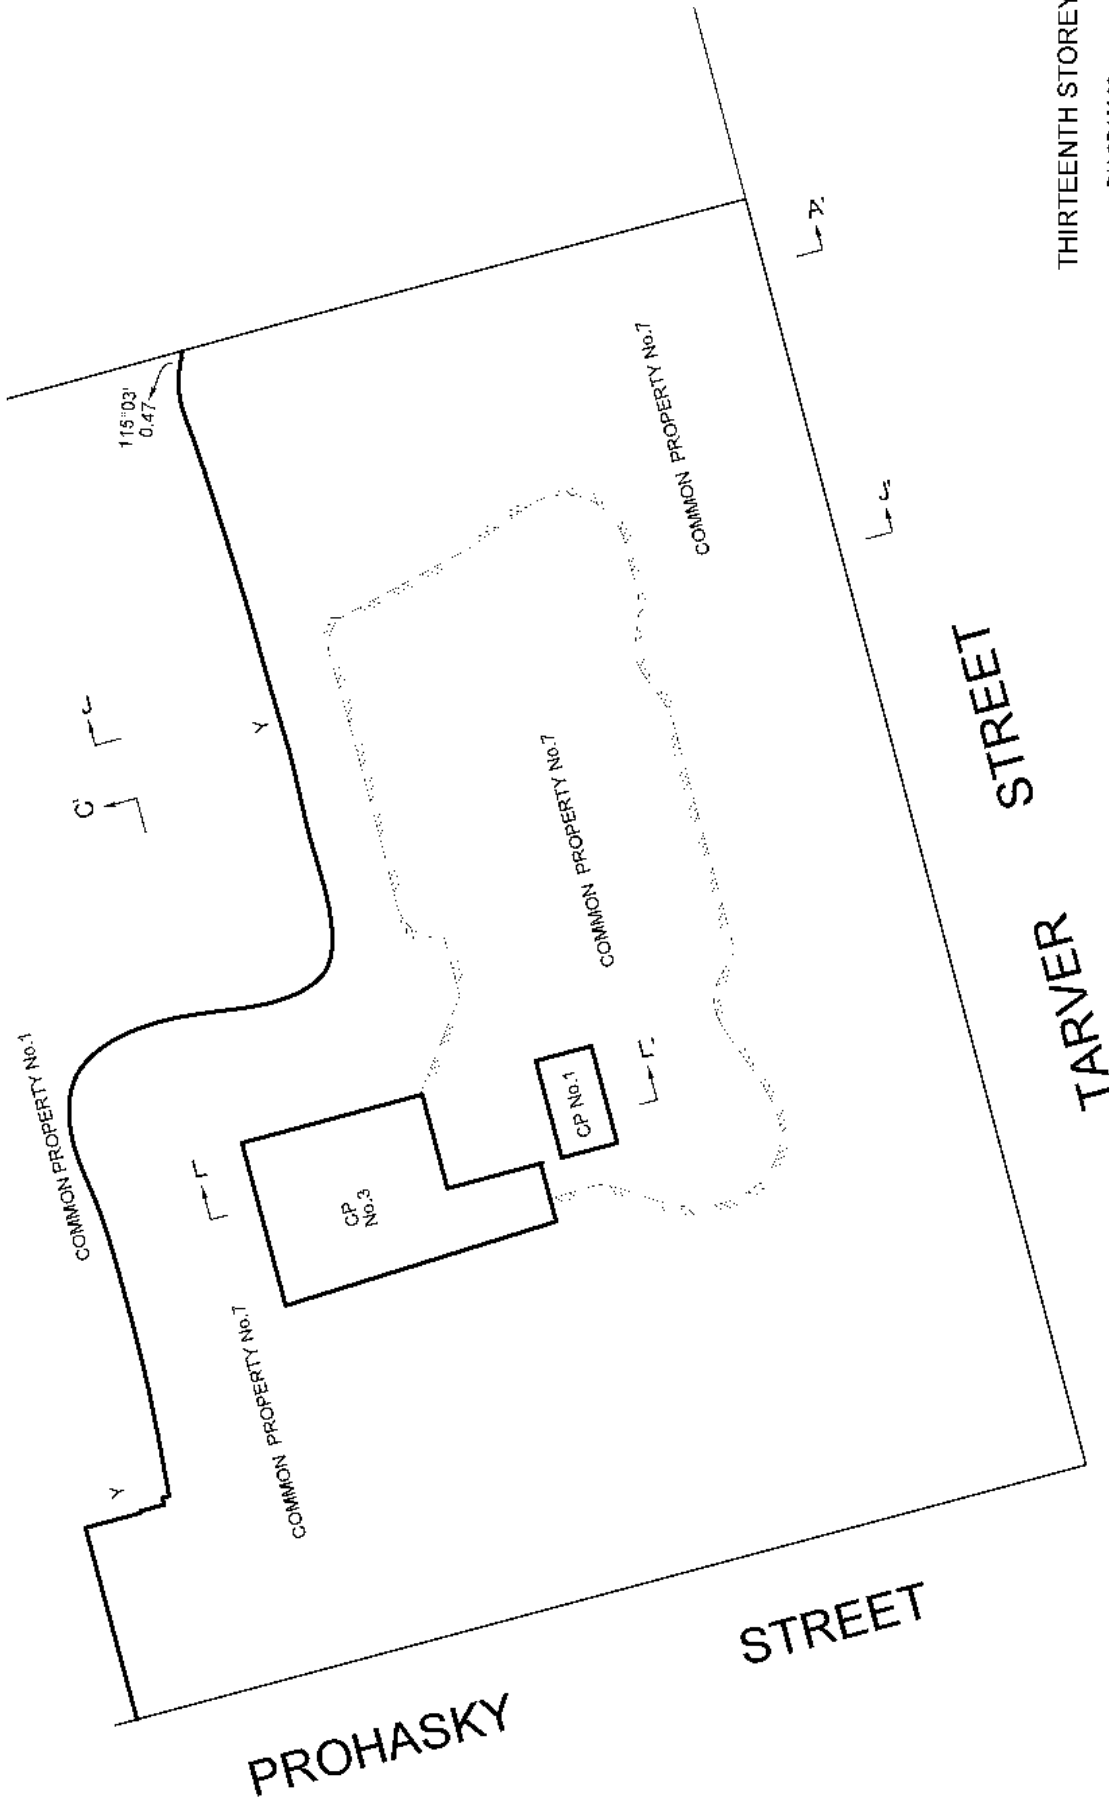 COMMON PROPERTY No.1
C'
J
115°03'
0.47
Y
Y
L
CP
No.3
CP No.1
L'
COMMON PROPERTY No.7
COMMON PROPERTY No.7
COMMON PROPERTY No.7
J'
A'
PROHASKY STREET
TARVER STREET
THIRTEENTH STOREY